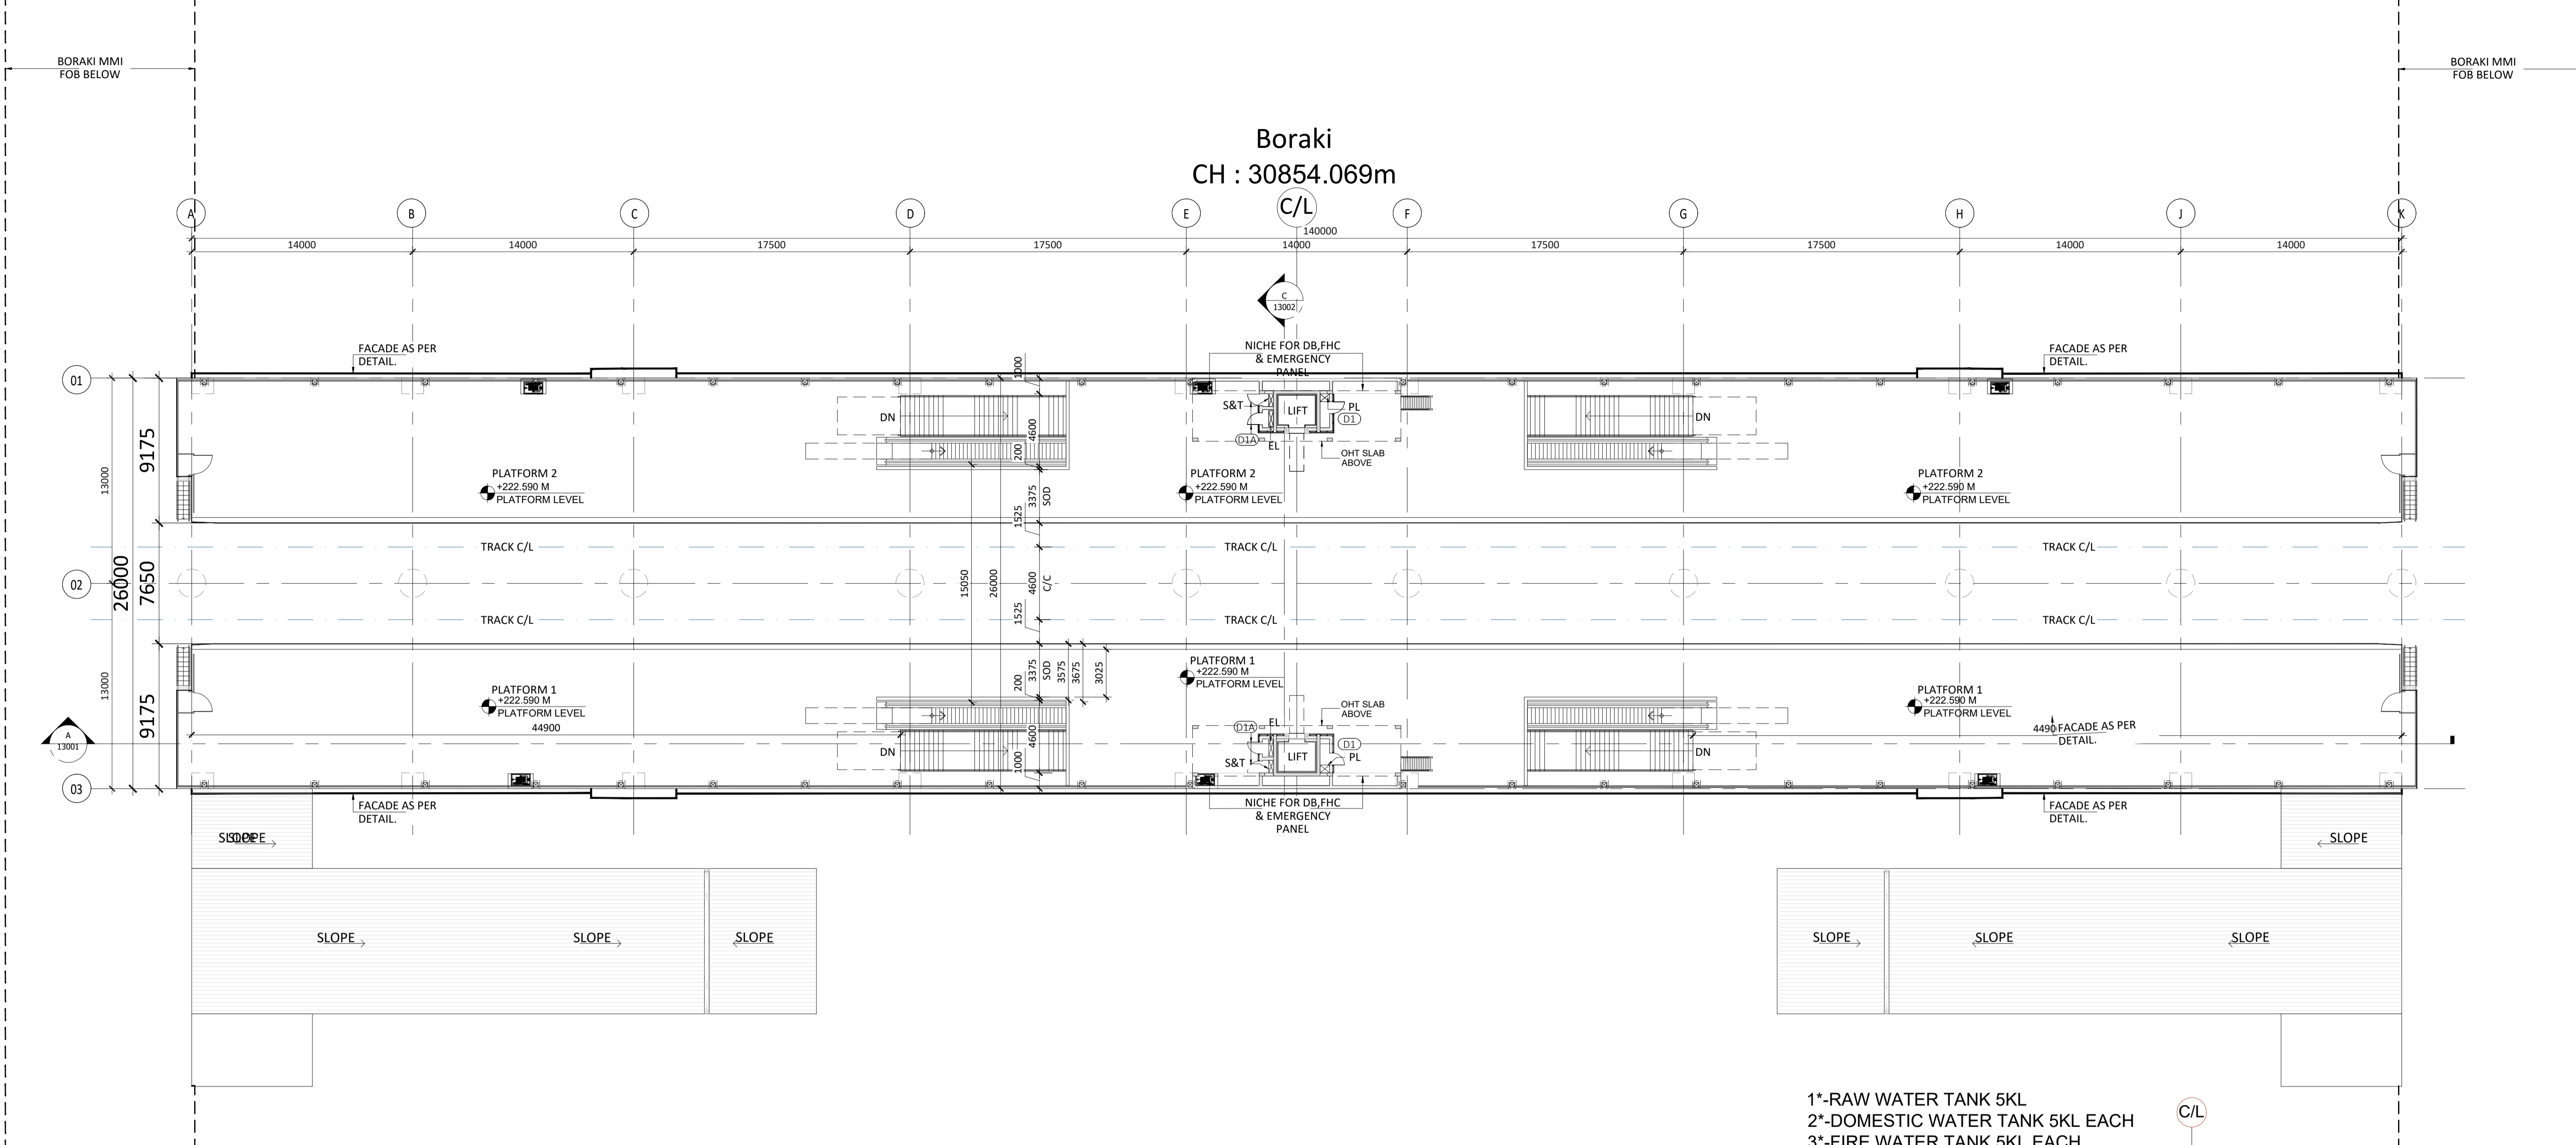 BORAKI MMI
FOB BELOW
BORAKI MMI
FOB BELOW
Boraki
CH : 30854.069m
C/L
A
B
C
D
E
F
G
H
J
K
140000
14000
14000
17500
17500
14000
17500
17500
14000
14000
C
13002
FACADE AS PER
DETAIL.
NICHE FOR DB,FHC
& EMERGENCY
PANEL
FACADE AS PER
DETAIL.
01
1000
DN
S&T
LIFT
PL
D1
D1A
EL
OHT SLAB
ABOVE
DN
4600
200
9175
13000
PLATFORM 2
+222.590 M
PLATFORM LEVEL
PLATFORM 2
+222.590 M
PLATFORM LEVEL
PLATFORM 2
+222.590 M
PLATFORM LEVEL
3375
SOD
1525
TRACK C/L
TRACK C/L
TRACK C/L
02
26000
7650
15050
26000
4600
C/C
1525
TRACK C/L
TRACK C/L
TRACK C/L
3375
SOD
3575
3675
3025
200
PLATFORM 1
+222.590 M
PLATFORM LEVEL
PLATFORM 1
+222.590 M
PLATFORM LEVEL
PLATFORM 1
+222.590 M
PLATFORM LEVEL
13000
9175
A
13001
44900
4490
FACADE AS PER
DETAIL.
OHT SLAB
ABOVE
D1A
EL
D1
DN
LIFT
PL
S&T
DN
4600
1000
03
FACADE AS PER
DETAIL.
NICHE FOR DB,FHC
& EMERGENCY
PANEL
FACADE AS PER
DETAIL.
SLOPE
SLOPE
SLOPE
SLOPE
SLOPE
SLOPE
SLOPE
SLOPE
SLOPE
1*-RAW WATER TANK 5KL
2*-DOMESTIC WATER TANK 5KL EACH
3*-FIRE WATER TANK 5KL EACH
C/L